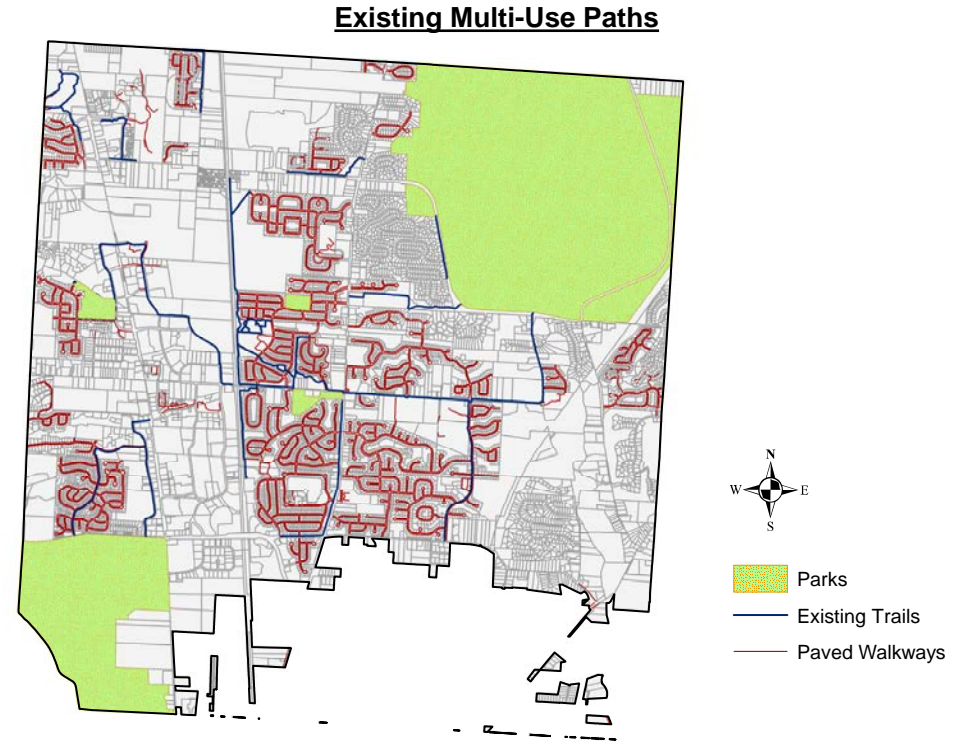 Existing Multi-Use Paths
N
W E
S
Parks
Existing Trails
Paved Walkways